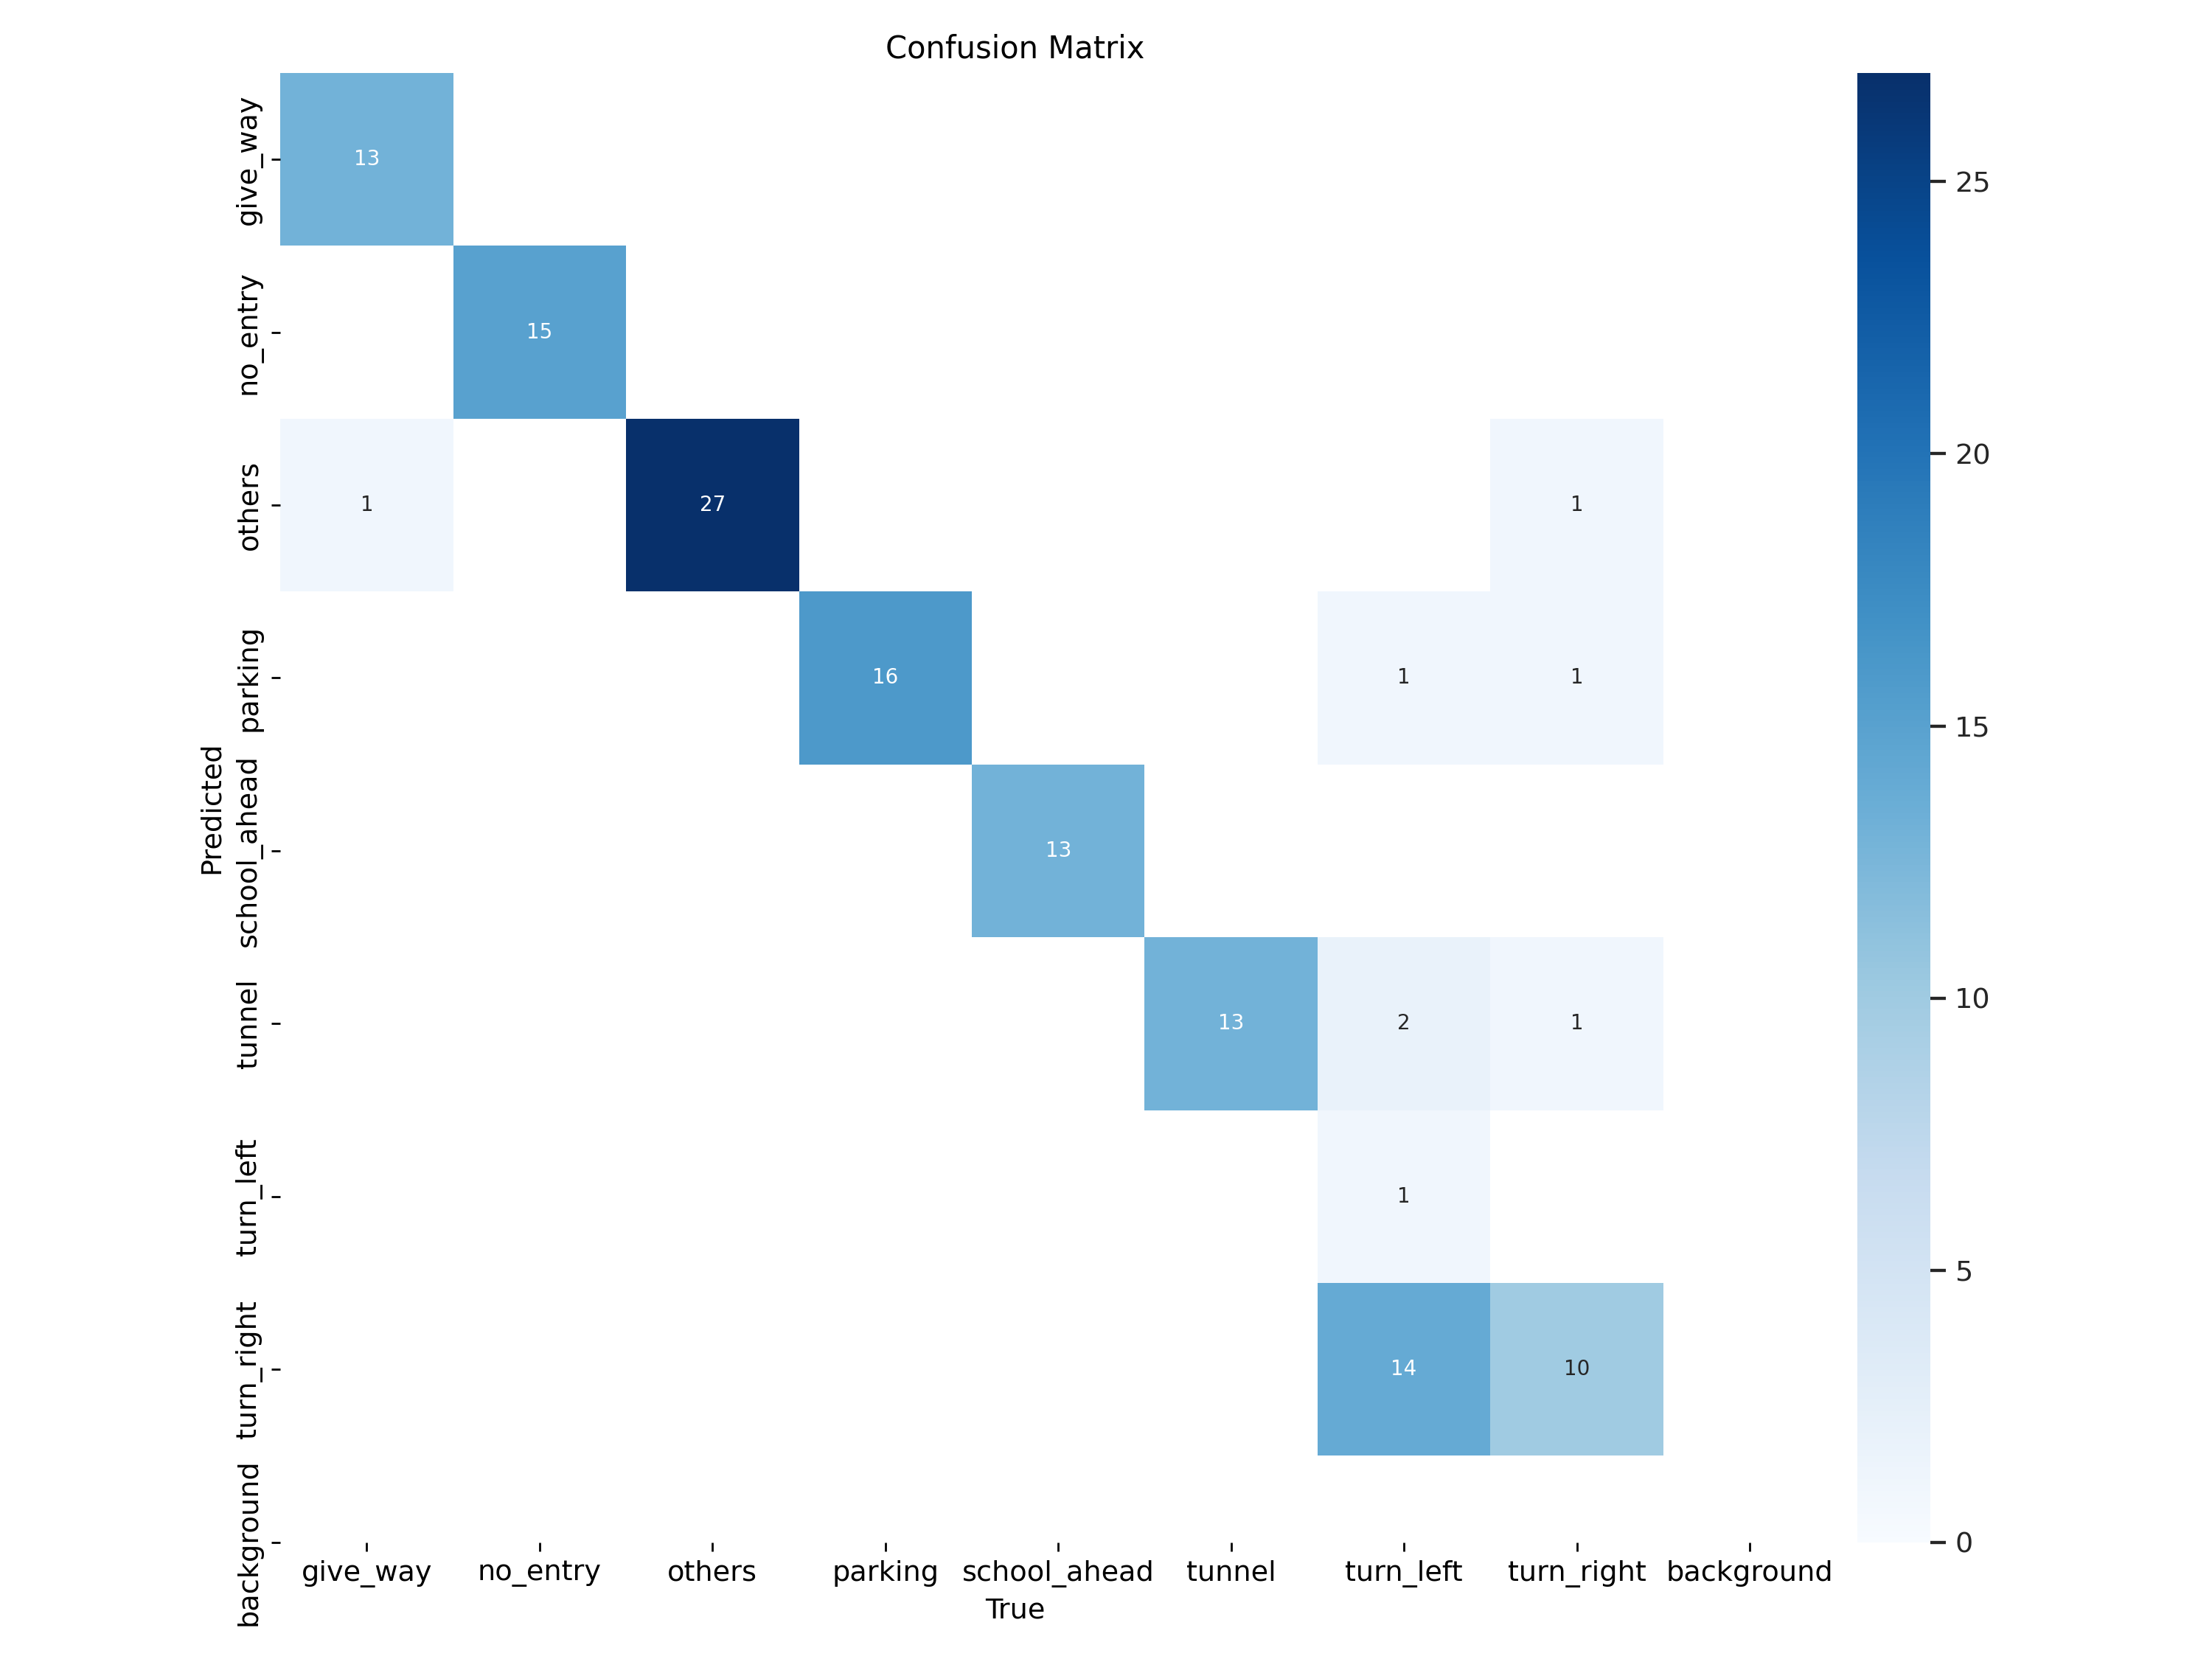 Confusion Matrix
give_way
13
no_entry
15
others
1
27
1
parking
16
1
1
school_ahead
13
tunnel
13
2
1
turn_left
1
turn_right
14
10
background
Predicted
give_way no_entry others parking school_ahead tunnel turn_left turn_right background
True
25
20
15
10
5
0